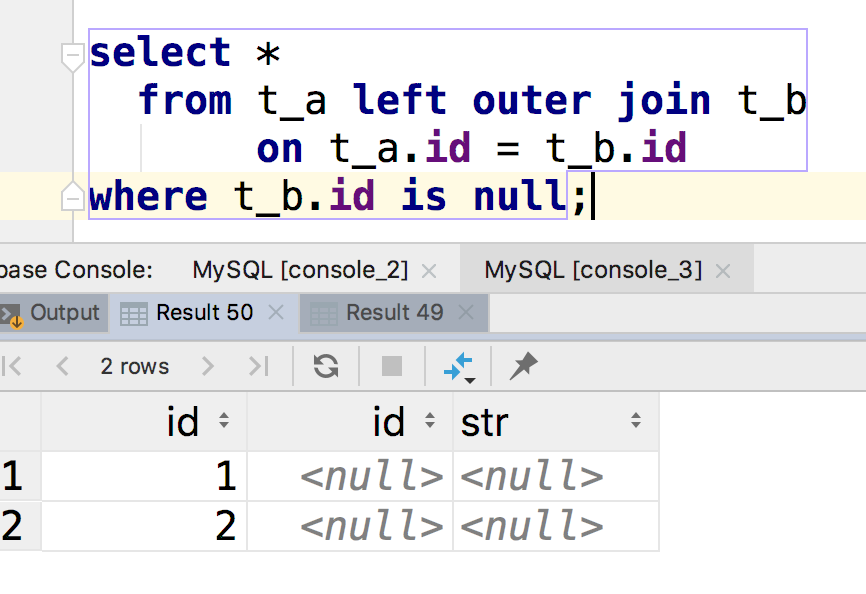 select *
from t_a left outer join t_b
on t_a.id = t_b.id
where t_b.id is null;
Console: MySQL [console_2] MySQL [console_3]
Output Result 50 Result 49
2 rows
id id str
1 1 <null> <null>
2 2 <null> <null>